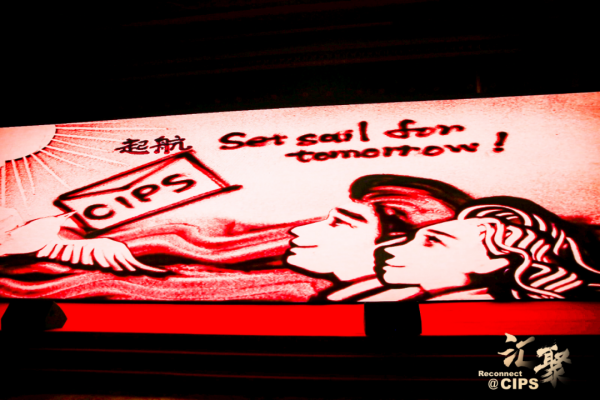 起航
Set sail for
tomorrow!
CIPS
汇聚
Reconnect
@CIPS